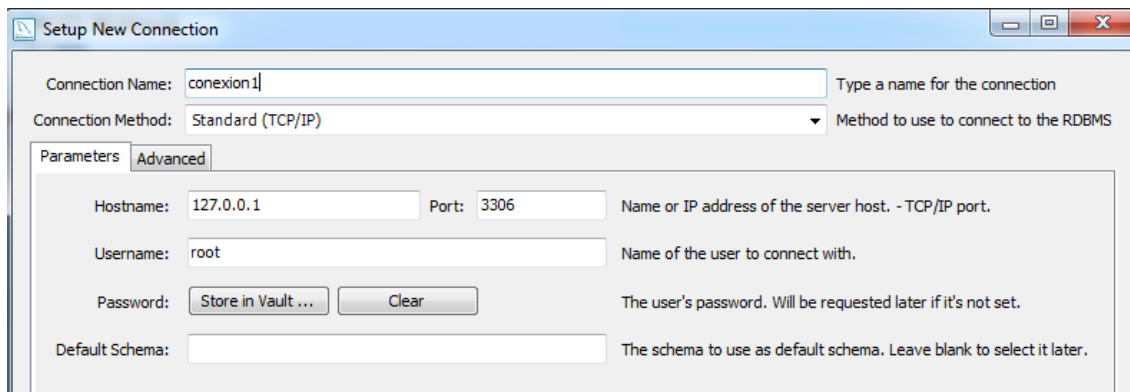 Setup New Connection
Connection Name: conexion1 Type a name for the connection
Connection Method: Standard (TCP/IP) Method to use to connect to the RDBMS
Parameters Advanced
Hostname: 127.0.0.1 Port: 3306 Name or IP address of the server host. - TCP/IP port.
Username: root Name of the user to connect with.
Password: Store in Vault ... Clear The user's password. Will be requested later if it's not set.
Default Schema: The schema to use as default schema. Leave blank to select it later.